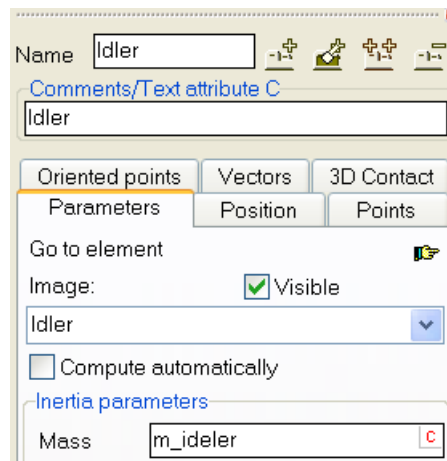 Name Idler
Comments/Text attribute C
Idler
Oriented points Vectors 3D Contact
Parameters Position Points
Go to element
Image: Visible
Idler
Compute automatically
Inertia parameters
Mass m_ideler C